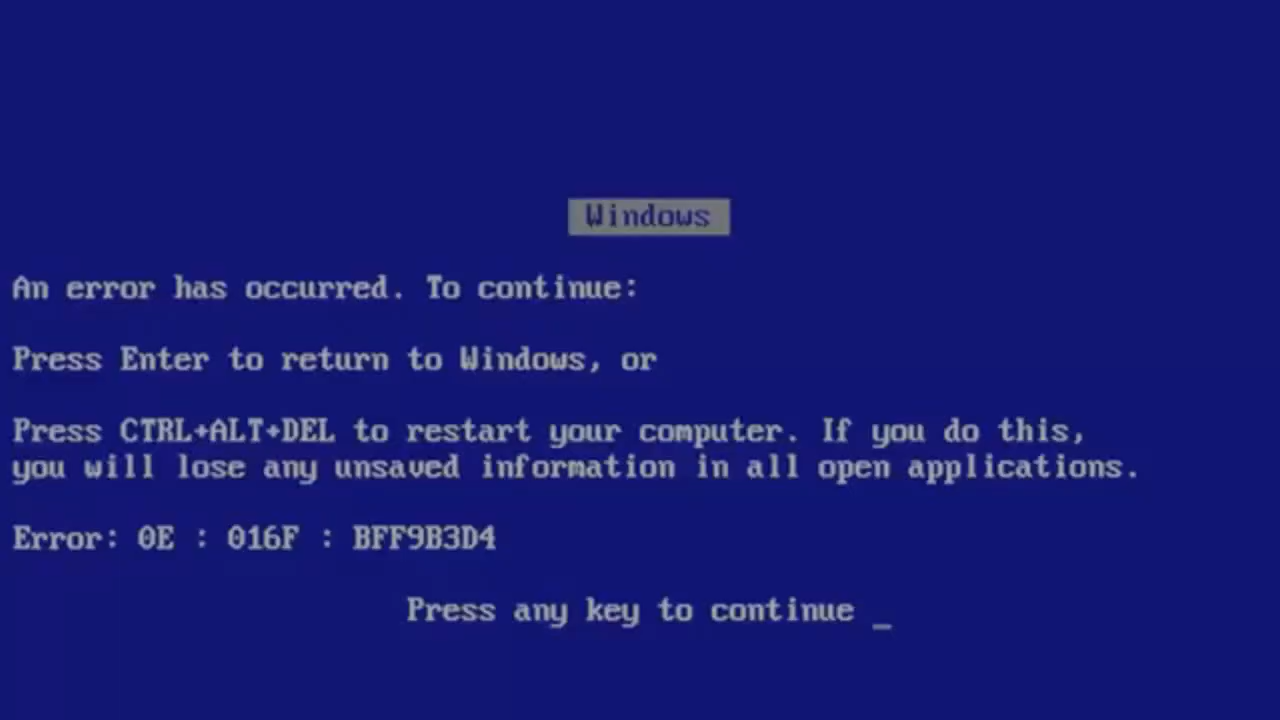 Windows
An error has occurred. To continue:
Press Enter to return to Windows, or
Press CTRL+ALT+DEL to restart your computer. If you do this,
you will lose any unsaved information in all open applications.
Error: 0E : 016F : BFF9B3D4
Press any key to continue _